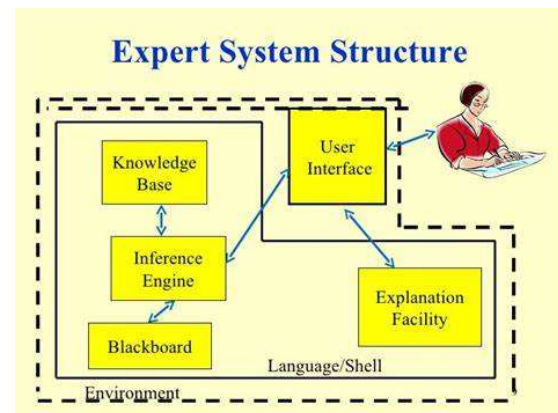 Expert System Structure
Knowledge
Base
User
Interface
Inference
Engine
Explanation
Facility
Blackboard
Language/Shell
Environment